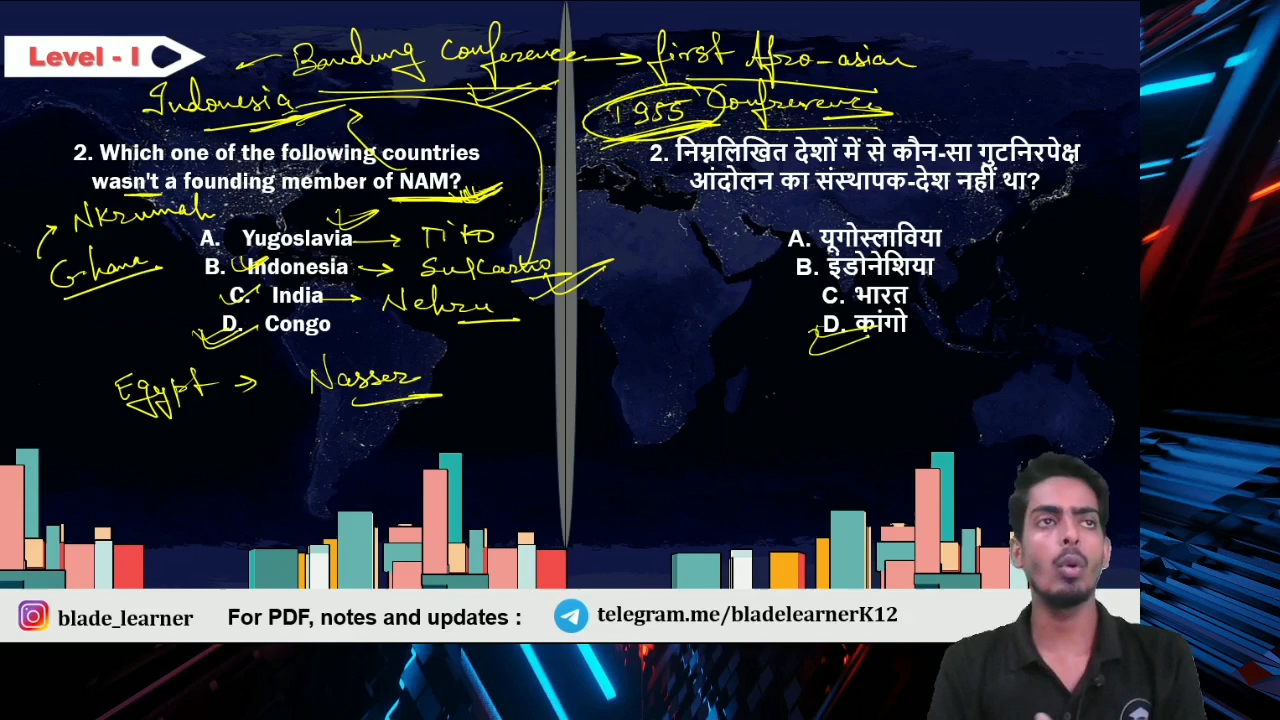 Level - I
Bandung Conference → first Afro-asian
Indonesia
1955 Conference
2. Which one of the following countries
wasn't a founding member of NAM?
Nkrumah
Ghana
A. Yugoslavia → Tito
B. Indonesia → Sukarno
C. India → Nehru
D. Congo
Egypt → Nasser
2. निम्नलिखित देशों में से कौन-सा गुटनिरपेक्ष
आंदोलन का संस्थापक-देश नहीं था?
A. यूगोस्लाविया
B. इंडोनेशिया
C. भारत
D. कांगो
blade_learner
For PDF, notes and updates :
telegram.me/bladelearnerK12